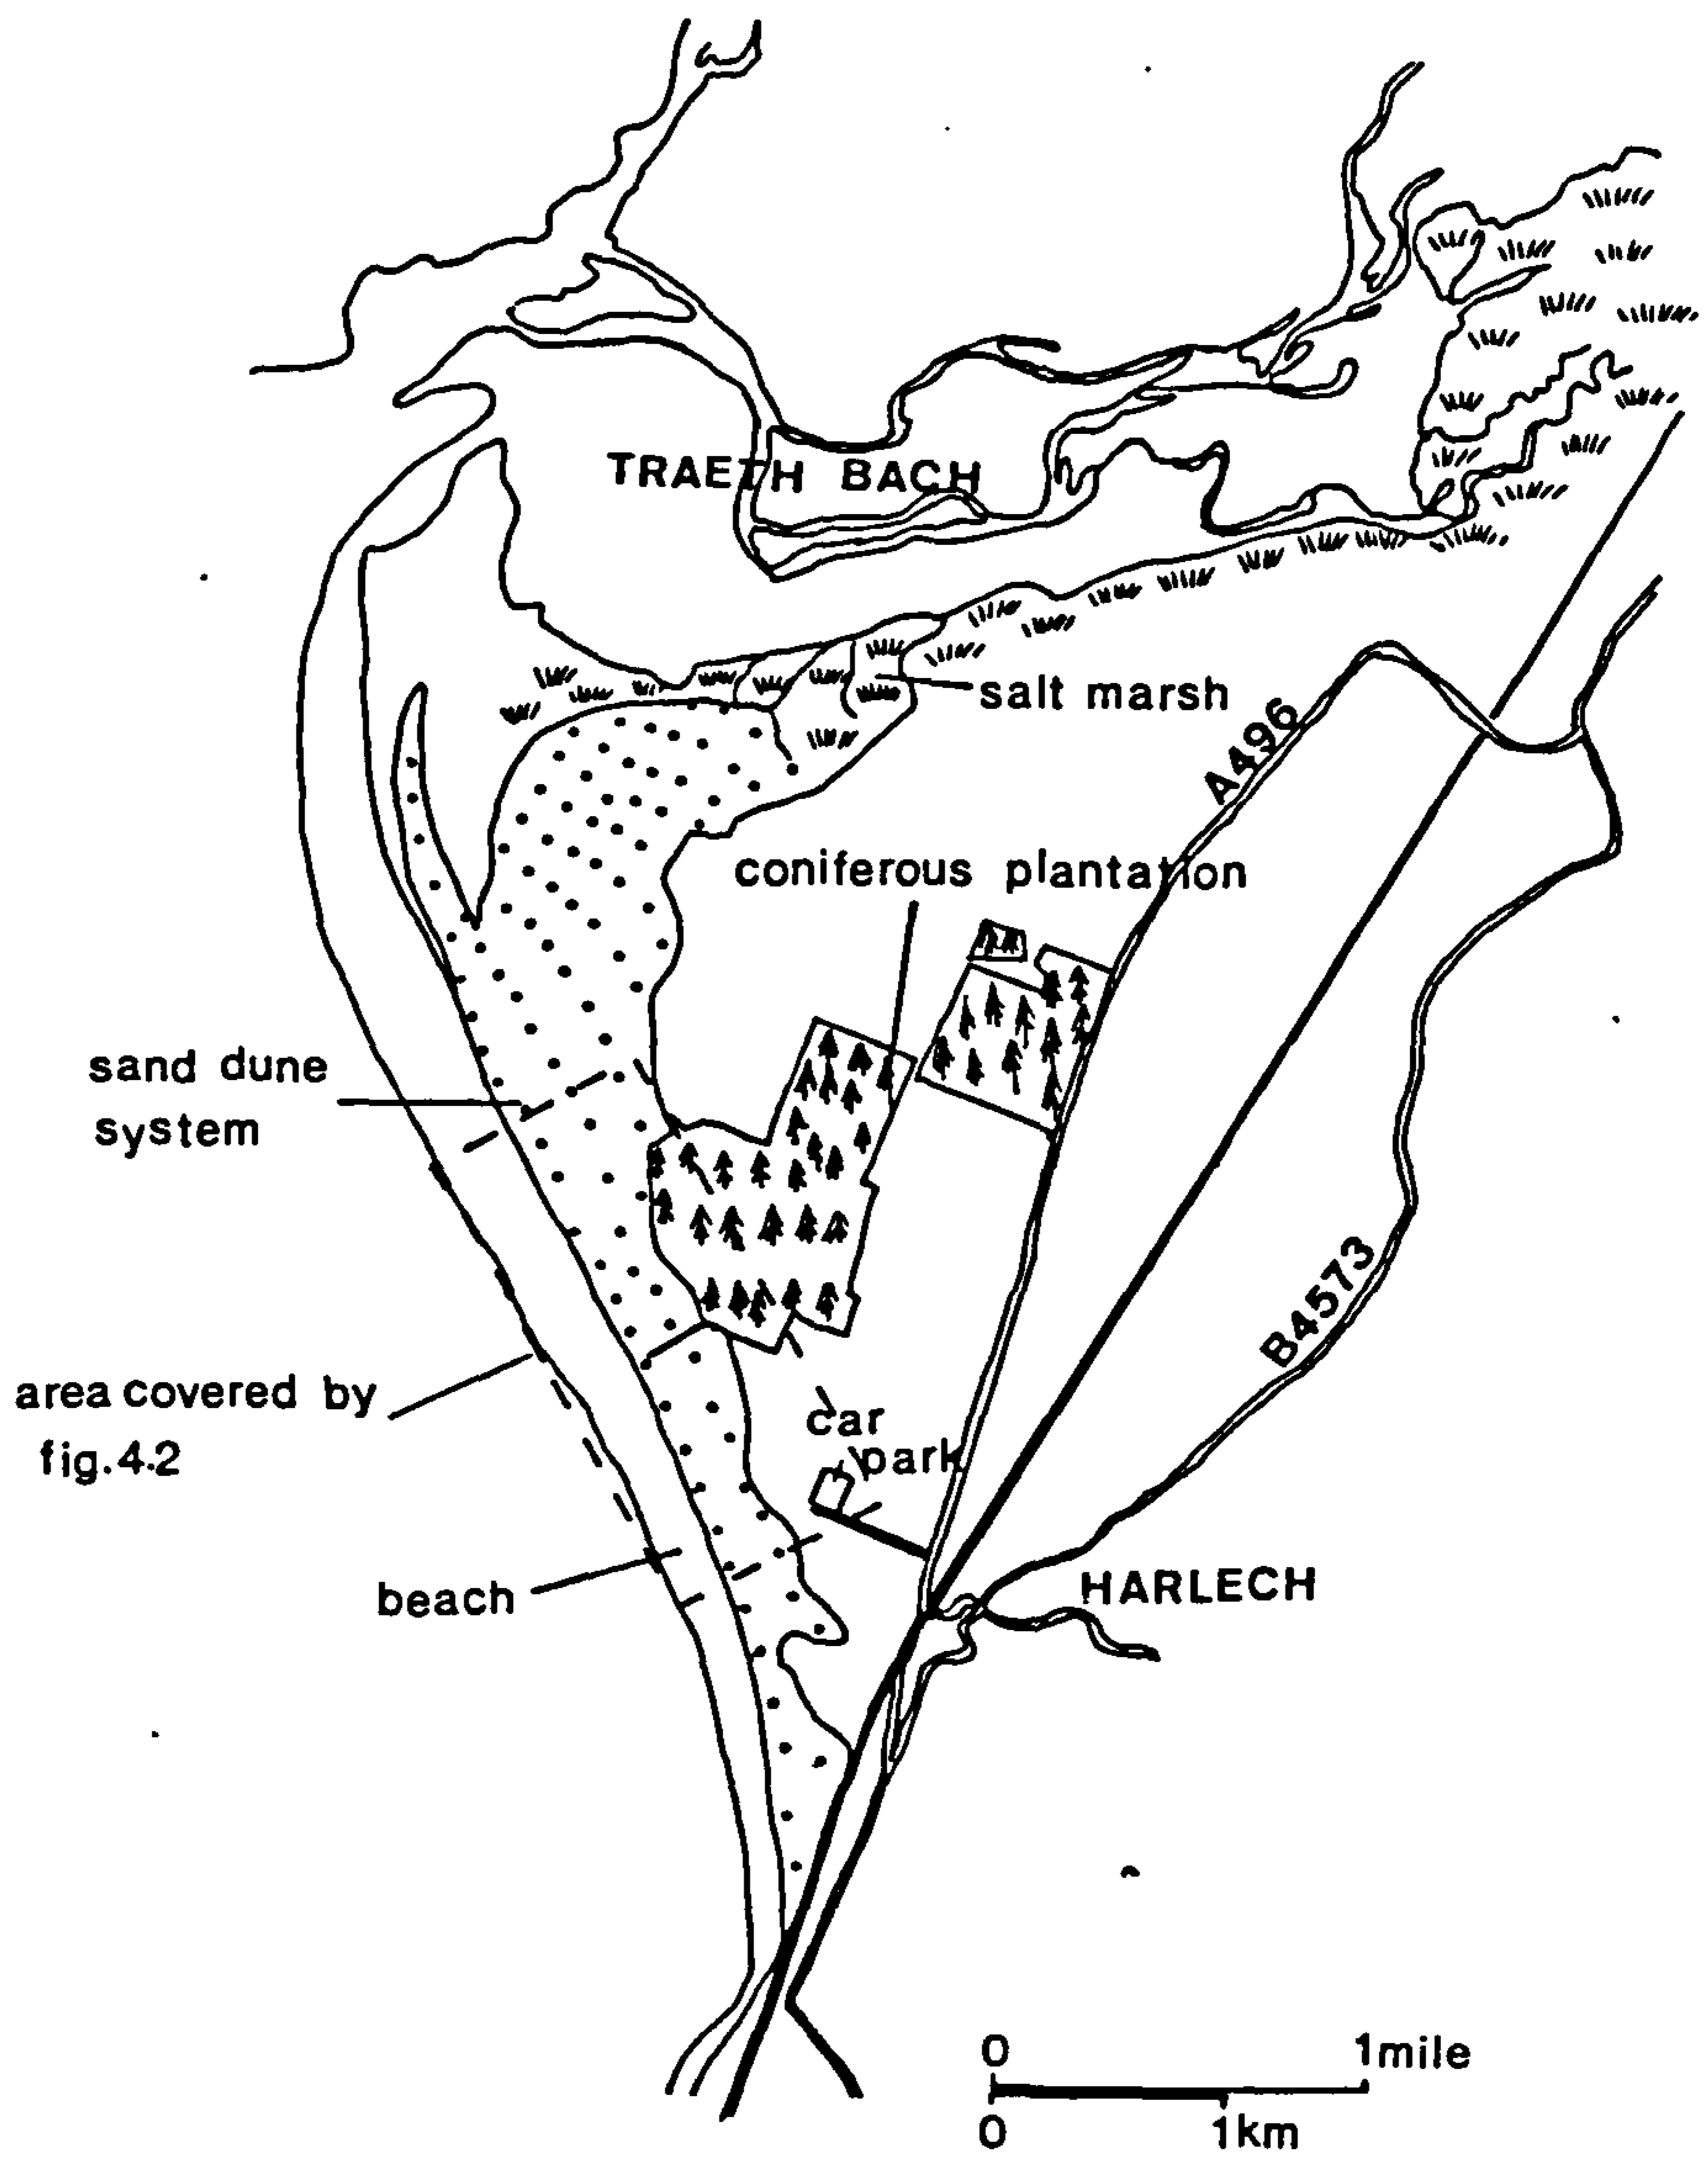 TRAETH BACH
salt marsh
A496
coniferous plantation
sand dune
system
B4573
area covered by
fig.4.2
car
park
beach
HARLECH
0 1mile
0 1km